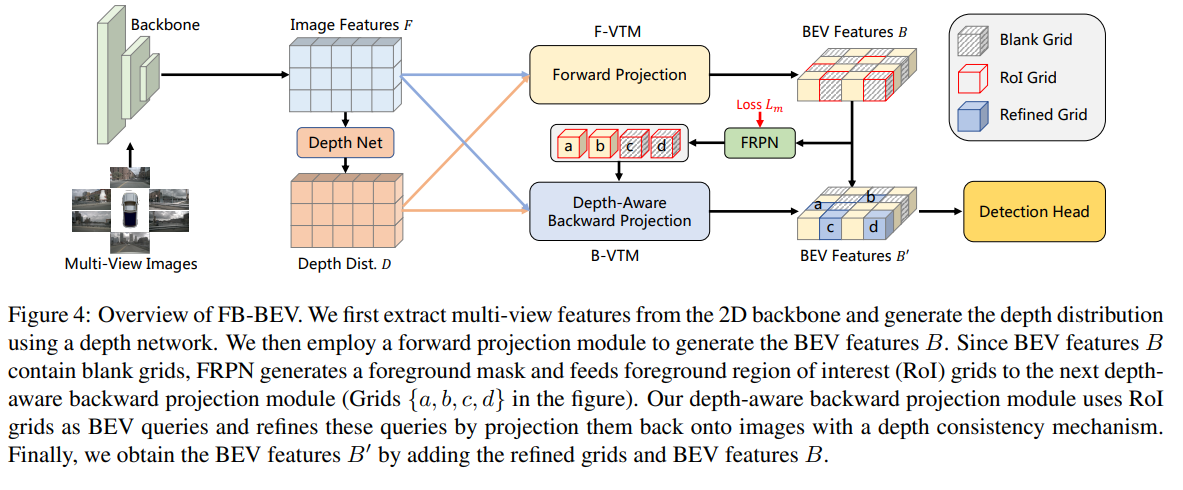 Backbone
Image Features F
F-VTM
BEV Features B
Blank Grid
RoI Grid
Refined Grid
Forward Projection
Loss Lm
Depth Net
a b c d
FRPN
Depth-Aware
Backward Projection
a
b
c
d
Detection Head
Multi-View Images
Depth Dist. D
B-VTM
BEV Features B′
Figure 4: Overview of FB-BEV. We first extract multi-view features from the 2D backbone and generate the depth distribution
using a depth network. We then employ a forward projection module to generate the BEV features B. Since BEV features B
contain blank grids, FRPN generates a foreground mask and feeds foreground region of interest (RoI) grids to the next depth-
aware backward projection module (Grids {a, b, c, d} in the figure). Our depth-aware backward projection module uses RoI
grids as BEV queries and refines these queries by projection them back onto images with a depth consistency mechanism.
Finally, we obtain the BEV features B′ by adding the refined grids and BEV features B.